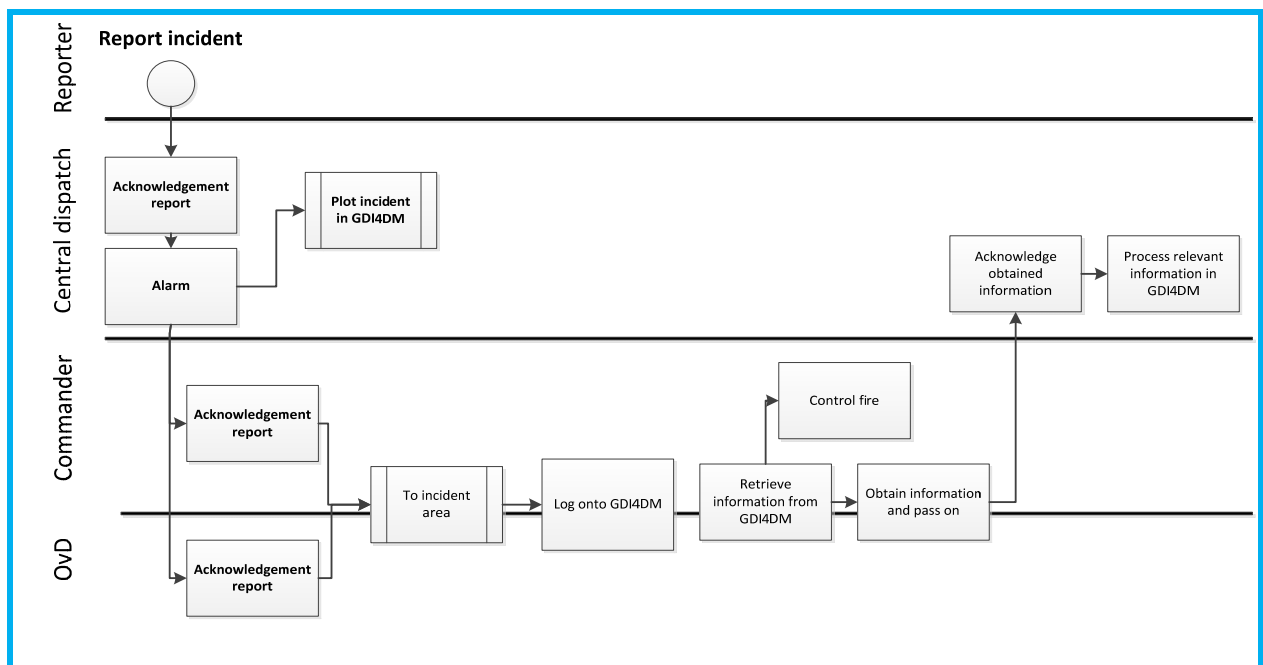 Reporter
Report incident
Central dispatch
Acknowledgement
report
Plot incident
in GDI4DM
Alarm
Acknowledge
obtained
information
Process relevant
information in
GDI4DM
Commander
Acknowledgement
report
Control fire
To incident
area
Log onto GDI4DM
Retrieve
information from
GDI4DM
Obtain information
and pass on
OvD
Acknowledgement
report